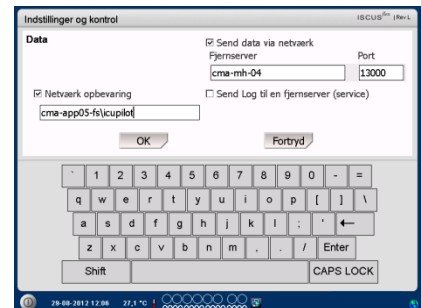 Indstillinger og kontrol
ISCUSflex |Rev L
Data
Send data via netværk
Fjernserver
Port
cma-mh-04
13000
Netværk opbevaring
Send Log til en fjernserver (service)
cma-app05-fs\icupilot
OK
Fortryd
` 1 2 3 4 5 6 7 8 9 0 - =
q w e r t y u i o p [ ] \
a s d f g h j k l ; ' ←
z x c v b n m , . / Enter
Shift
CAPS LOCK
29-08-2012 12:06
27,1 °C